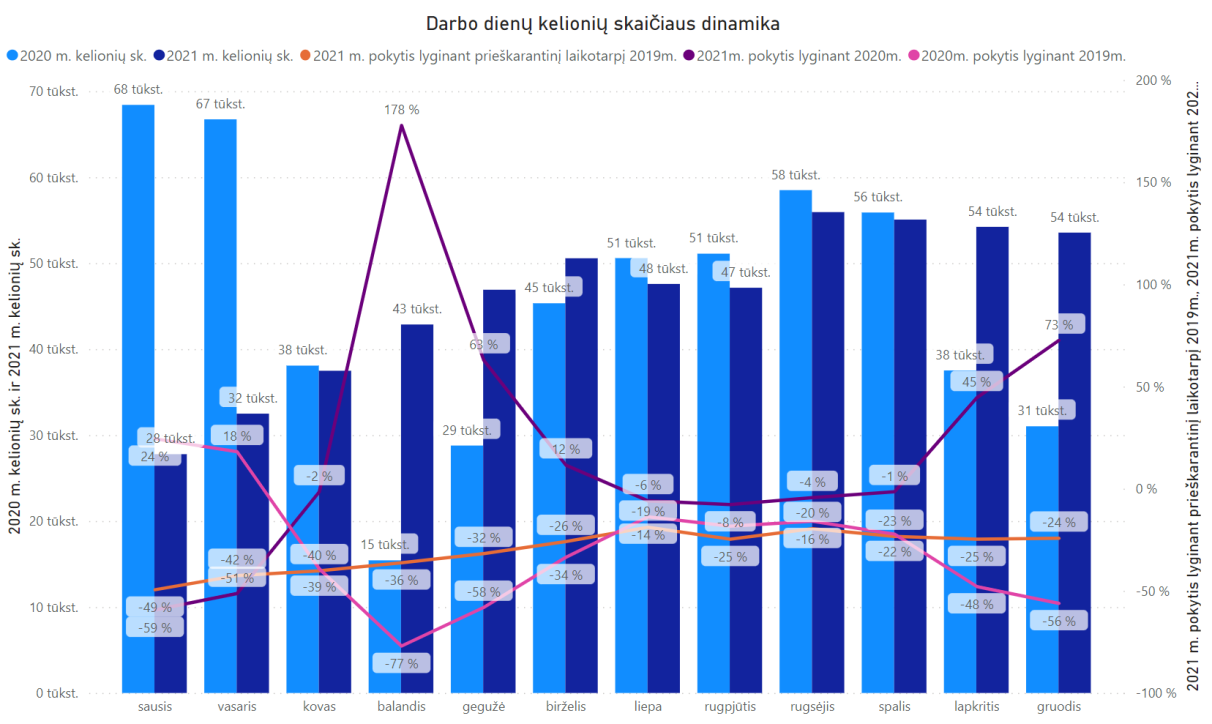 Darbo dienų kelionių skaičiaus dinamika
2020 m. kelionių sk. 2021 m. kelionių sk. 2021 m. pokytis lyginant prieškarantinį laikotarpį 2019m. 2021m. pokytis lyginant 2020m. 2020m. pokytis lyginant 2019m.
2020 m. kelionių sk. ir 2021 m. kelionių sk.
70 tūkst.
60 tūkst.
50 tūkst.
40 tūkst.
30 tūkst.
20 tūkst.
10 tūkst.
0 tūkst.
68 tūkst.
28 tūkst.
24 %
-49 %
-59 %
67 tūkst.
32 tūkst.
18 %
-42 %
-51 %
38 tūkst.
-2 %
-40 %
-39 %
178 %
43 tūkst.
15 tūkst.
-36 %
-77 %
63 %
29 tūkst.
-32 %
-58 %
45 tūkst.
12 %
-26 %
-34 %
51 tūkst.
48 tūkst.
-6 %
-19 %
-14 %
51 tūkst.
47 tūkst.
-8 %
-25 %
58 tūkst.
-4 %
-20 %
-16 %
56 tūkst.
-1 %
-23 %
-22 %
54 tūkst.
38 tūkst.
45 %
-25 %
-48 %
54 tūkst.
73 %
31 tūkst.
-24 %
-56 %
sausis vasaris kovas balandis gegužė birželis liepa rugpjūtis rugsėjis spalis lapkritis gruodis
200 %
150 %
100 %
50 %
0 %
-50 %
-100 %
2021 m. pokytis lyginant prieškarantinį laikotarpį 2019m., 2021m. pokytis lyginant 202...